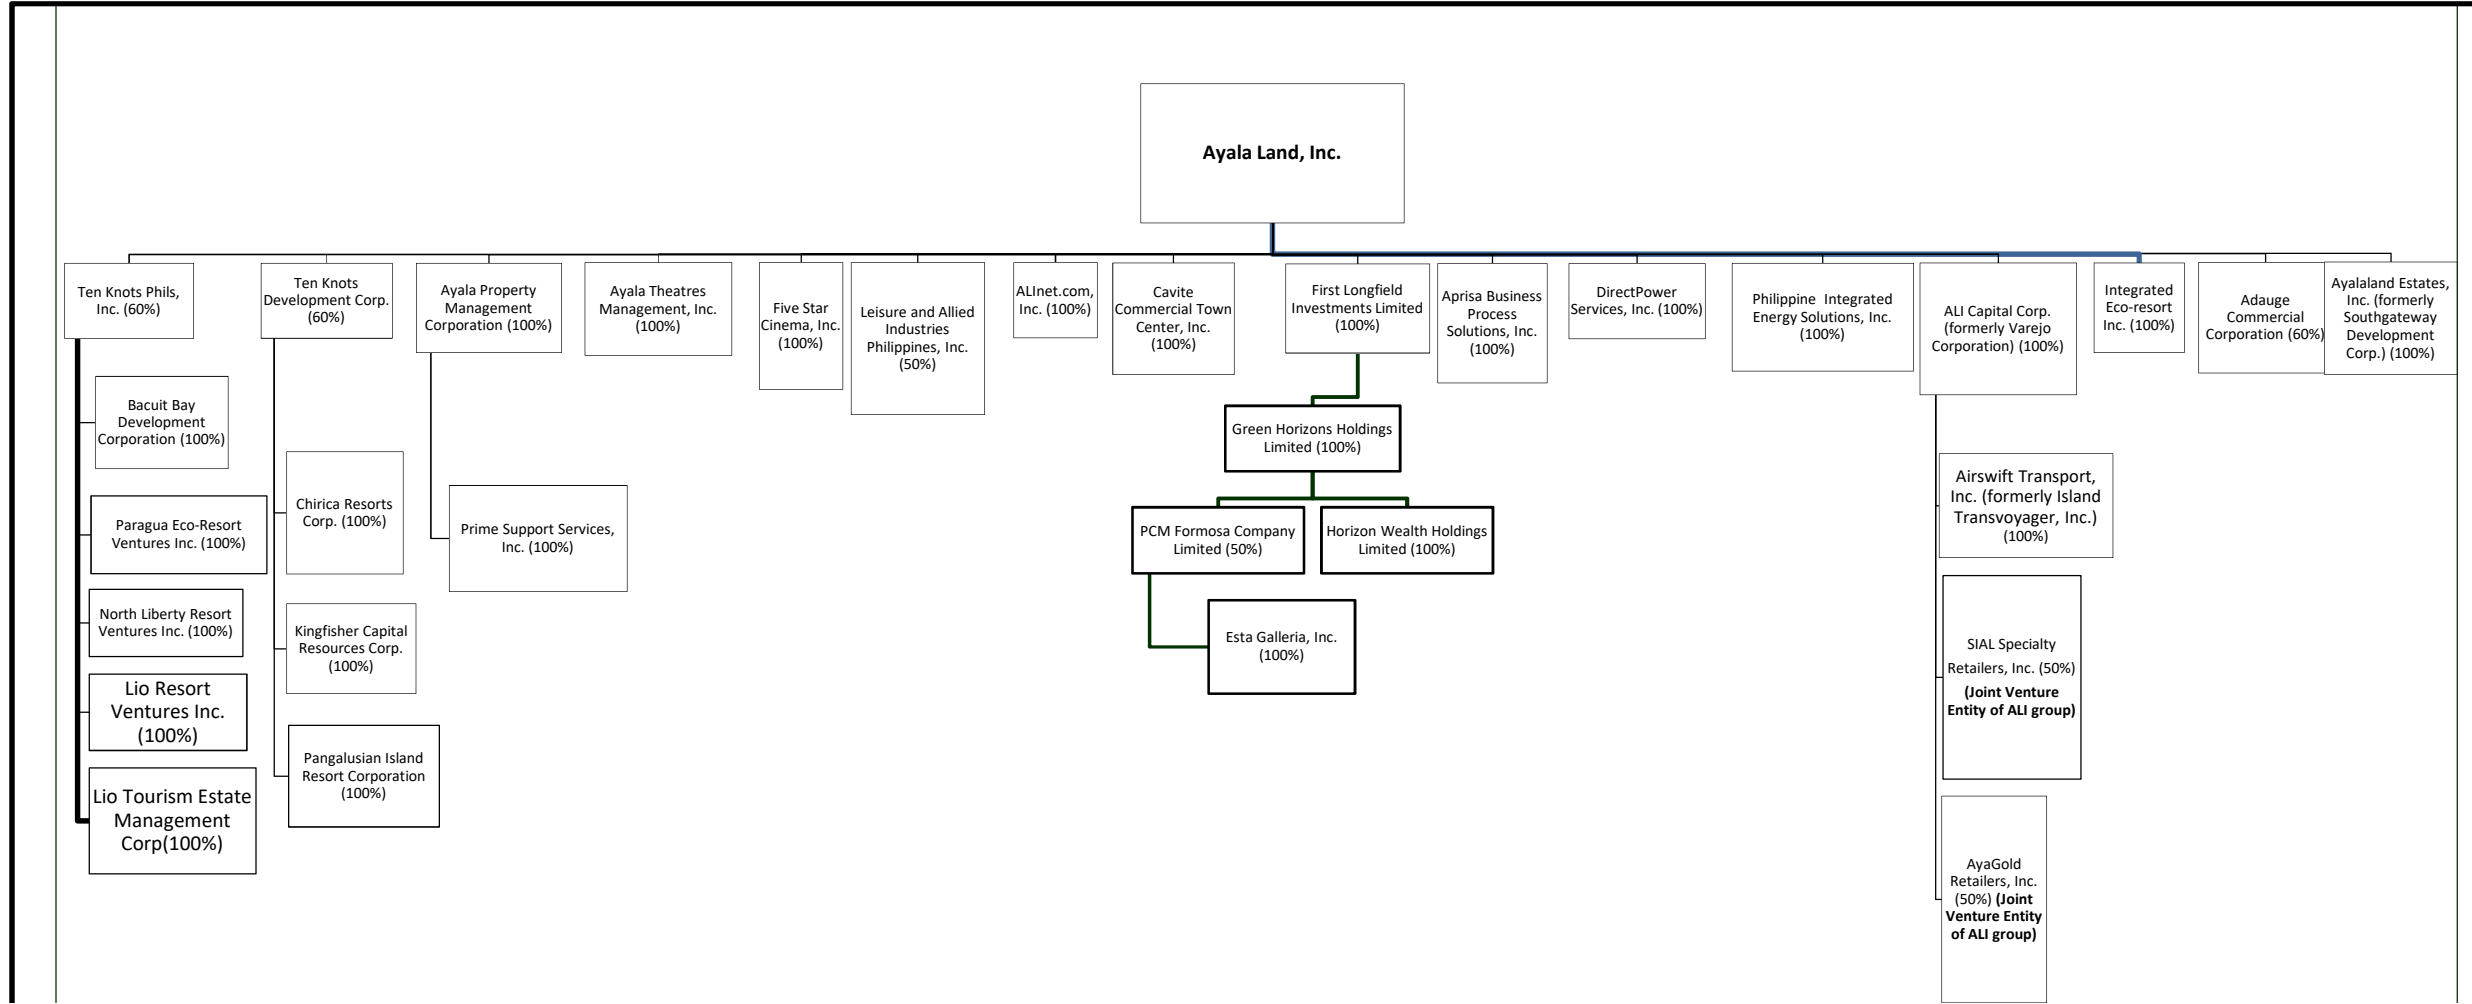 Ayala Land, Inc.
Ten Knots Phils,
Inc. (60%)
Ten Knots
Development Corp.
(60%)
Ayala Property
Management
Corporation (100%)
Ayala Theatres
Management, Inc.
(100%)
Five Star
Cinema, Inc.
(100%)
Leisure and Allied
Industries
Philippines, Inc.
(50%)
ALInet.com,
Inc. (100%)
Cavite
Commercial Town
Center, Inc.
(100%)
First Longfield
Investments Limited
(100%)
Aprisa Business
Process
Solutions, Inc.
(100%)
DirectPower
Services, Inc. (100%)
Philippine Integrated
Energy Solutions, Inc.
(100%)
ALI Capital Corp.
(formerly Varejo
Corporation) (100%)
Integrated
Eco-resort
Inc. (100%)
Adauge
Commercial
Corporation (60%)
Ayalaland Estates,
Inc. (formerly
Southgateway
Development
Corp.) (100%)
Bacuit Bay
Development
Corporation (100%)
Paragua Eco-Resort
Ventures Inc. (100%)
North Liberty Resort
Ventures Inc. (100%)
Lio Resort
Ventures Inc.
(100%)
Lio Tourism Estate
Management
Corp(100%)
Chirica Resorts
Corp. (100%)
Kingfisher Capital
Resources Corp.
(100%)
Pangalusian Island
Resort Corporation
(100%)
Prime Support Services,
Inc. (100%)
Green Horizons Holdings
Limited (100%)
PCM Formosa Company
Limited (50%)
Horizon Wealth Holdings
Limited (100%)
Esta Galleria, Inc.
(100%)
Airswift Transport,
Inc. (formerly Island
Transvoyager, Inc.)
(100%)
SIAL Specialty
Retailers, Inc. (50%)
(Joint Venture
Entity of ALI group)
AyaGold
Retailers, Inc.
(50%) (Joint
Venture Entity
of ALI group)